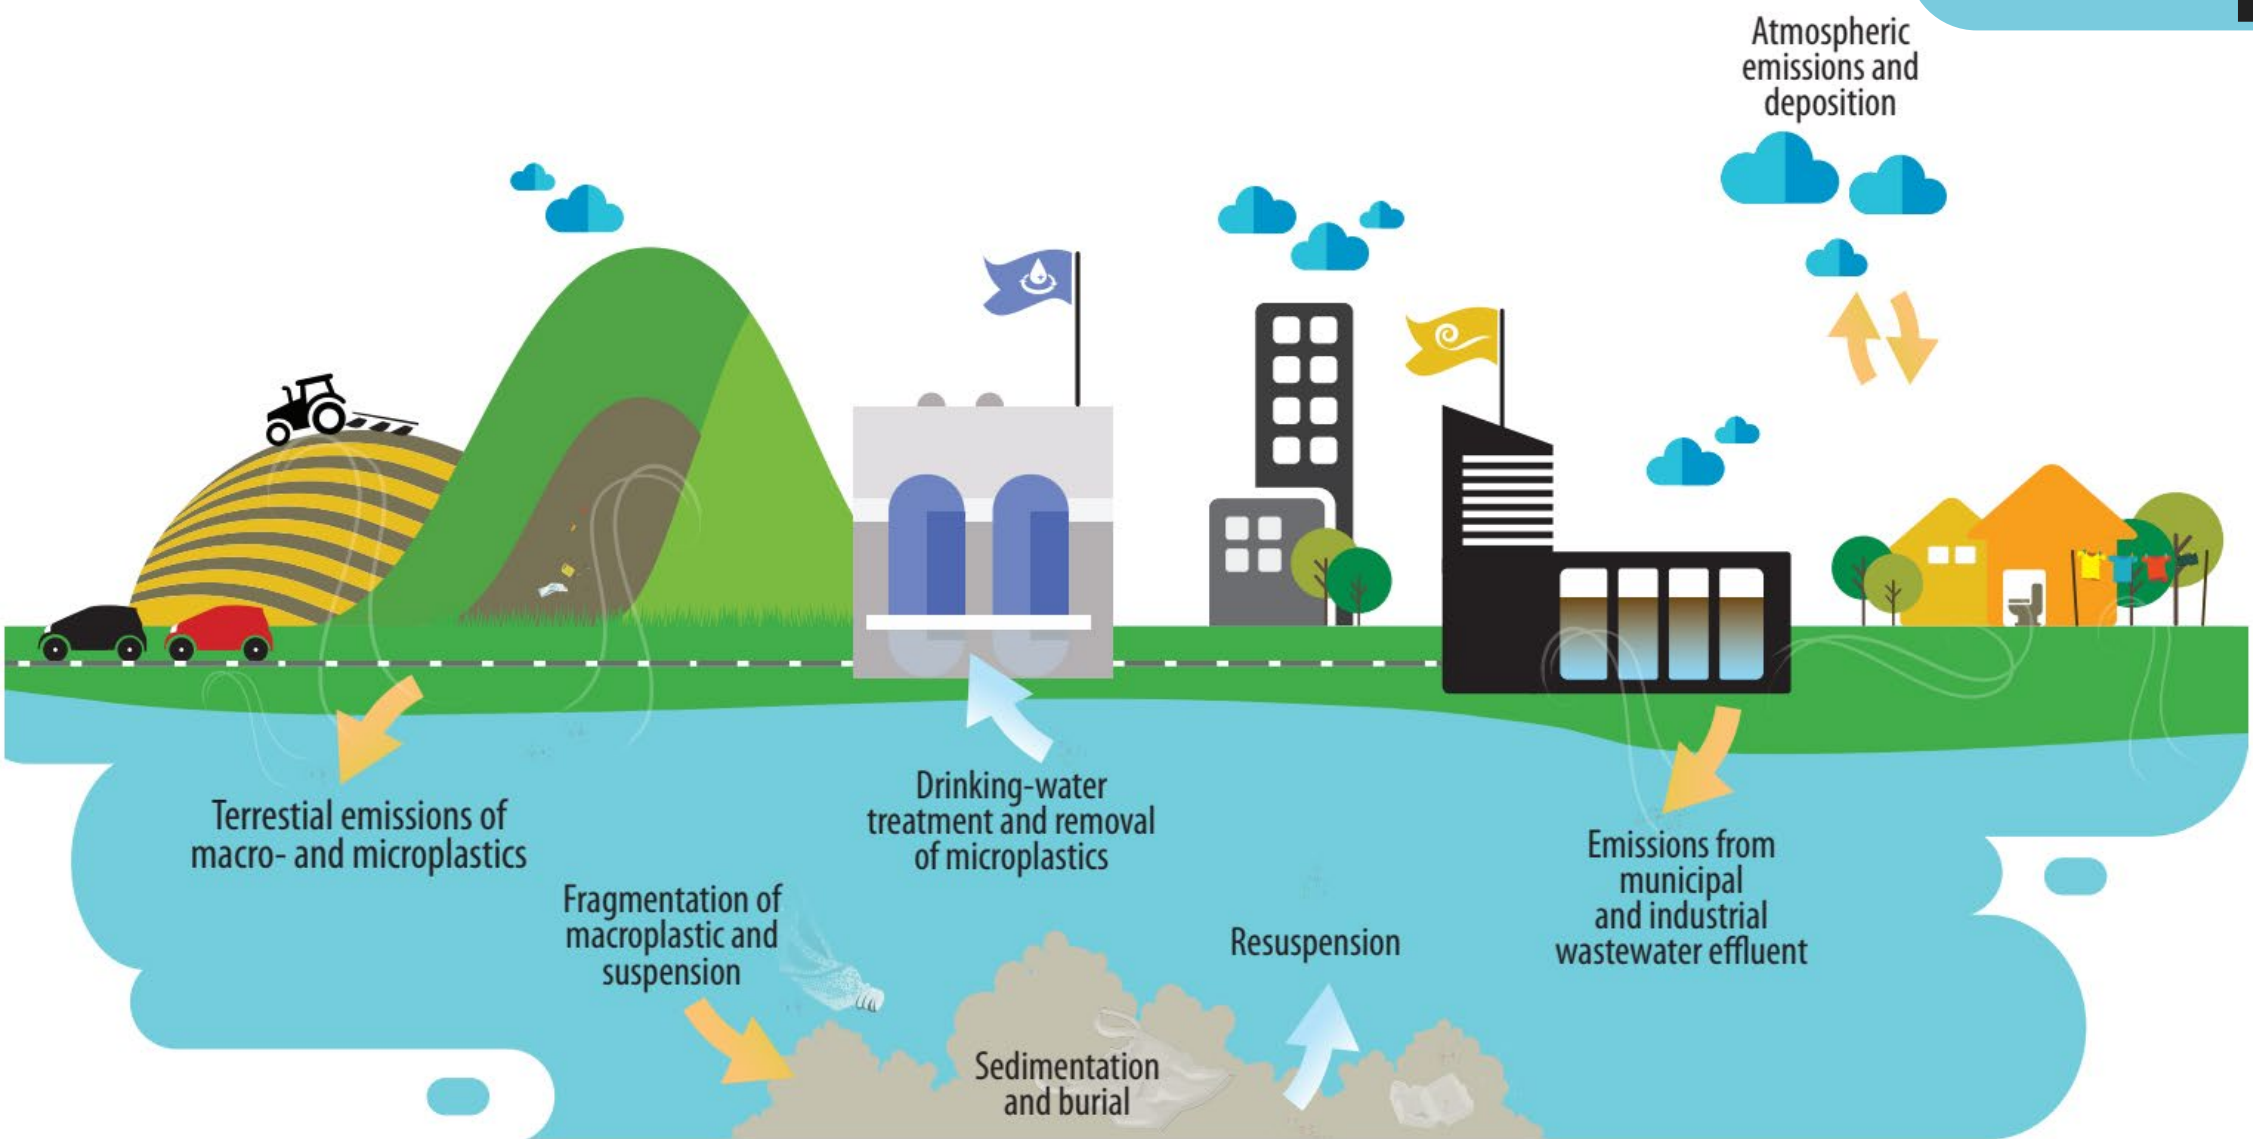 Atmospheric
emissions and
deposition
Terrestial emissions of
macro- and microplastics
Drinking-water
treatment and removal
of microplastics
Emissions from
municipal
and industrial
wastewater effluent
Fragmentation of
macroplastic and
suspension
Resuspension
Sedimentation
and burial